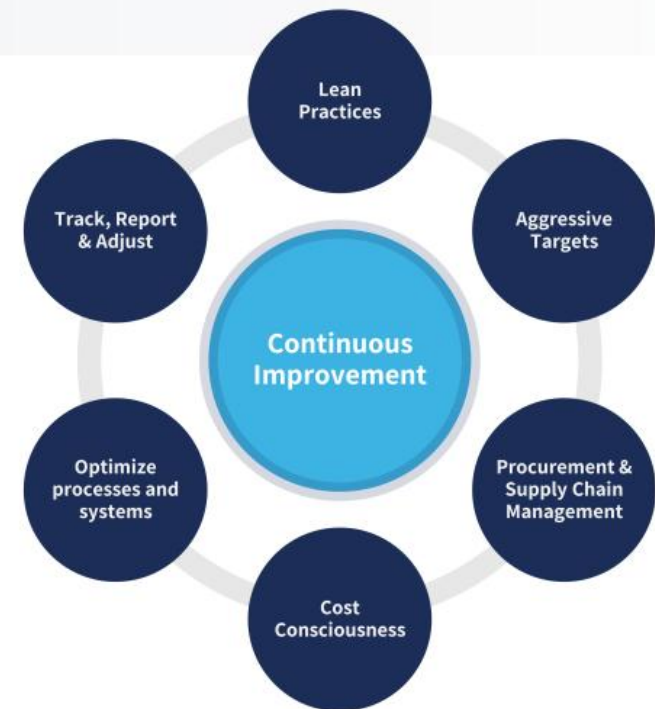 Lean
Practices
Aggressive
Targets
Procurement &
Supply Chain
Management
Cost
Consciousness
Optimize
processes and
systems
Track, Report
& Adjust
Continuous
Improvement